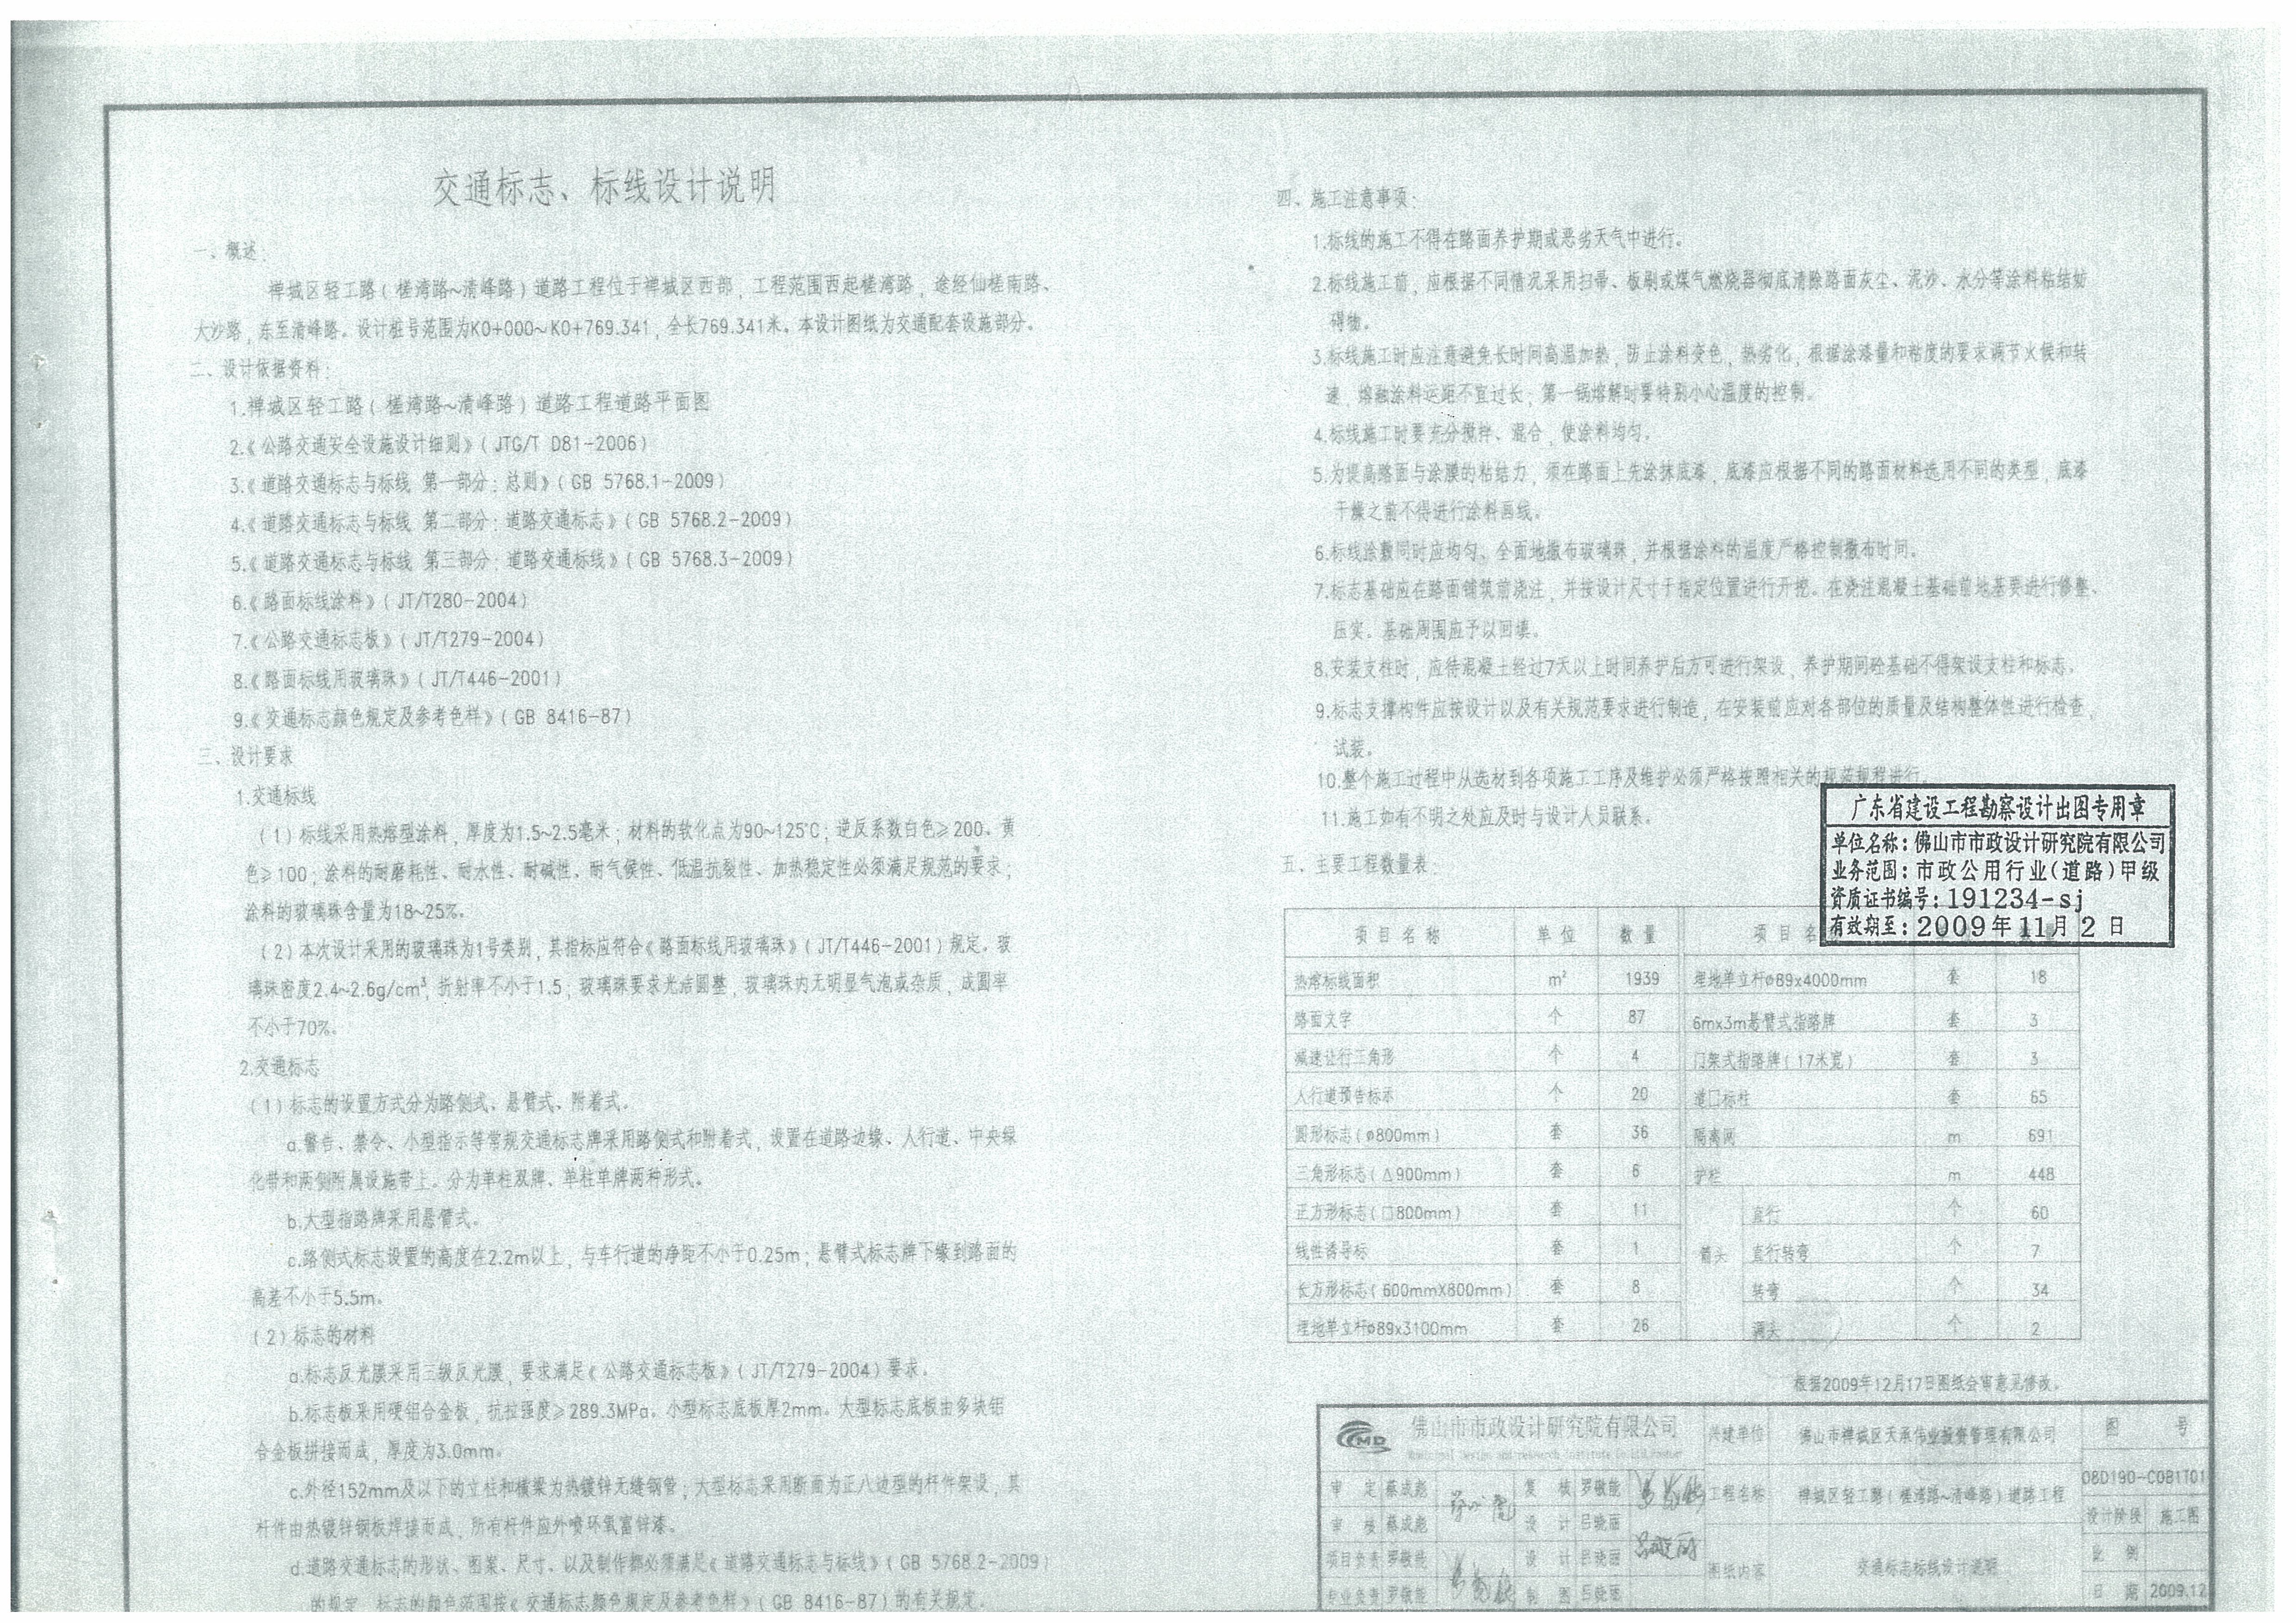 交通标志、标线设计说明
一、概述:
禅城区轻工路(槎湾路~清峰路)道路工程位于禅城区西部,工程范围西起槎湾路,途经仙槎南路、
大沙路,东至清峰路。设计桩号范围为K0+000~K0+769.341,全长769.341米。本设计图纸为交通配套设施部分。
二、设计依据资料:
1.禅城区轻工路(槎湾路~清峰路)道路工程道路平面图
2.《公路交通安全设施设计细则》(JTG/T D81-2006)
3.《道路交通标志与标线 第一部分:总则》(GB 5768.1-2009)
4.《道路交通标志与标线 第二部分:道路交通标志》(GB 5768.2-2009)
5.《道路交通标志与标线 第三部分:道路交通标线》(GB 5768.3-2009)
6.《路面标线涂料》(JT/T280-2004)
7.《公路交通标志板》(JT/T279-2004)
8.《路面标线用玻璃珠》(JT/T446-2001)
9.《交通标志颜色规定及参考色样》(GB 8416-87)
三、设计要求
1.交通标线
(1)标线采用热熔型涂料,厚度为1.5~2.5毫米;材料的软化点为90~125℃;逆反系数白色≥200。黄
色≥100;涂料的耐磨耗性、耐水性、耐碱性、耐气候性、低温抗裂性、加热稳定性必须满足规范的要求;
涂料的玻璃珠含量为18~25%。
(2)本次设计采用的玻璃珠为1号类别,其指标应符合《路面标线用玻璃珠》(JT/T446-2001)规定。玻
璃珠密度2.4~2.6g/cm³,折射率不小于1.5;玻璃珠要求光洁圆整,玻璃珠内无明显气泡或杂质,成圆率
不小于70%。
2.交通标志
(1)标志的设置方式分为路侧式、悬臂式、附着式。
a.警告、禁令、小型指示等常规交通标志牌采用路侧式和附着式,设置在道路边缘、人行道、中央绿
化带和两侧附属设施带上。分为单柱双牌、单柱单牌两种形式。
b.大型指路牌采用悬臂式。
c.路侧式标志设置的高度在2.2m以上,与车行道的净距不小于0.25m;悬臂式标志牌下缘到路面的
高差不小于5.5m。
(2)标志的材料
a.标志反光膜采用三级反光膜,要求满足《公路交通标志板》(JT/T279-2004)要求。
b.标志板采用硬铝合金板,抗拉强度≥289.3MPa。小型标志底板厚2mm。大型标志底板由多块铝
合金板拼接而成,厚度为3.0mm。
c.外径152mm及以下的立柱和横梁为热镀锌无缝钢管;大型标志采用断面为正八边型的杆件架设,其
杆件由热镀锌钢板焊接而成,所有杆件应外喷环氧富锌漆。
d.道路交通标志的形状、图案、尺寸、以及制作都必须满足《道路交通标志与标线》(GB 5768.2-2009)
的规定。标志的颜色范围按《交通标志颜色规定及参考色样》(GB 8416-87)的有关规定。
四、施工注意事项:
1.标线的施工不得在路面养护期或恶劣天气中进行。
2.标线施工前,应根据不同情况采用扫帚、板刷或煤气燃烧器彻底清除路面灰尘、泥沙、水分等涂料粘结妨
碍物。
3.标线施工时应注意避免长时间高温加热,防止涂料变色,热劣化,根据涂漆量和粘度的要求调节火候和转
速,熔融涂料运距不宜过长;第一锅熔解时要特别小心温度的控制。
4.标线施工时要充分搅拌、混合,使涂料均匀。
5.为提高路面与涂膜的粘结力,须在路面上先涂抹底漆,底漆应根据不同的路面材料选用不同的类型,底漆
干燥之前不得进行涂料画线。
6.标线涂敷同时应均匀。全面地撒布玻璃珠,并根据涂料的温度严格控制撒布时间。
7.标志基础应在路面铺筑前浇注,并按设计尺寸于指定位置进行开挖。在浇注混凝土基础前地基要进行修整、
压实。基础周围应予以回填。
8.安装支柱时,应待混凝土经过7天以上时间养护后方可进行架设,养护期间砼基础不得架设支柱和标志。
9.标志支撑构件应按设计以及有关规范要求进行制造,在安装前应对各部位的质量及结构整体性进行检查,
试装。
10.整个施工过程中从选材到各项施工工序及维护必须严格按照相关的规范规程进行。
11.施工如有不明之处应及时与设计人员联系。
广东省建设工程勘察设计出图专用章
单位名称:佛山市市政设计研究院有限公司
业务范围:市政公用行业(道路)甲级
资质证书编号:191234-sj
有效期至:2009年11月2日
五、主要工程数量表:
项目名称 单位 数量 项目名
热熔标线面积 m² 1939 埋地单立杆ø89x4000mm 套 18
路面文字 个 87 6mx3m悬臂式指路牌 套 3
减速让行三角形 个 4 门架式指路牌(17米宽) 套 3
人行道预告标示 个 20 道口标柱 套 65
圆形标志(ø800mm) 套 36 隔离网 m 691
三角形标志(△900mm) 套 6 护栏 m 448
正方形标志(□800mm) 套 11 直行 个 60
线性诱导标 套 1 箭头 直行转弯 个 7
长方形标志(600mmX800mm) 套 8 转弯 个 34
埋地单立杆ø89x3100mm 套 26 调头 个 2
根据2009年12月17日图纸会审意见修改。
CMD 佛山市市政设计研究院有限公司
兴建单位 佛山市禅城区天承伟业投资管理有限公司 图 号
审 定 蔡成彪 复 核 罗敏能 工程名称 禅城区轻工路(槎湾路~清峰路)道路工程 08D190-C0B1T01
审 核 蔡成彪 设 计 吕晓丽 设计阶段 施工图
项目负责 罗敏能 设 计 吕晓丽 图纸内容 交通标志标线设计说明 比 例
专业负责 罗敏能 制 图 吕晓丽 日 期 2009.12